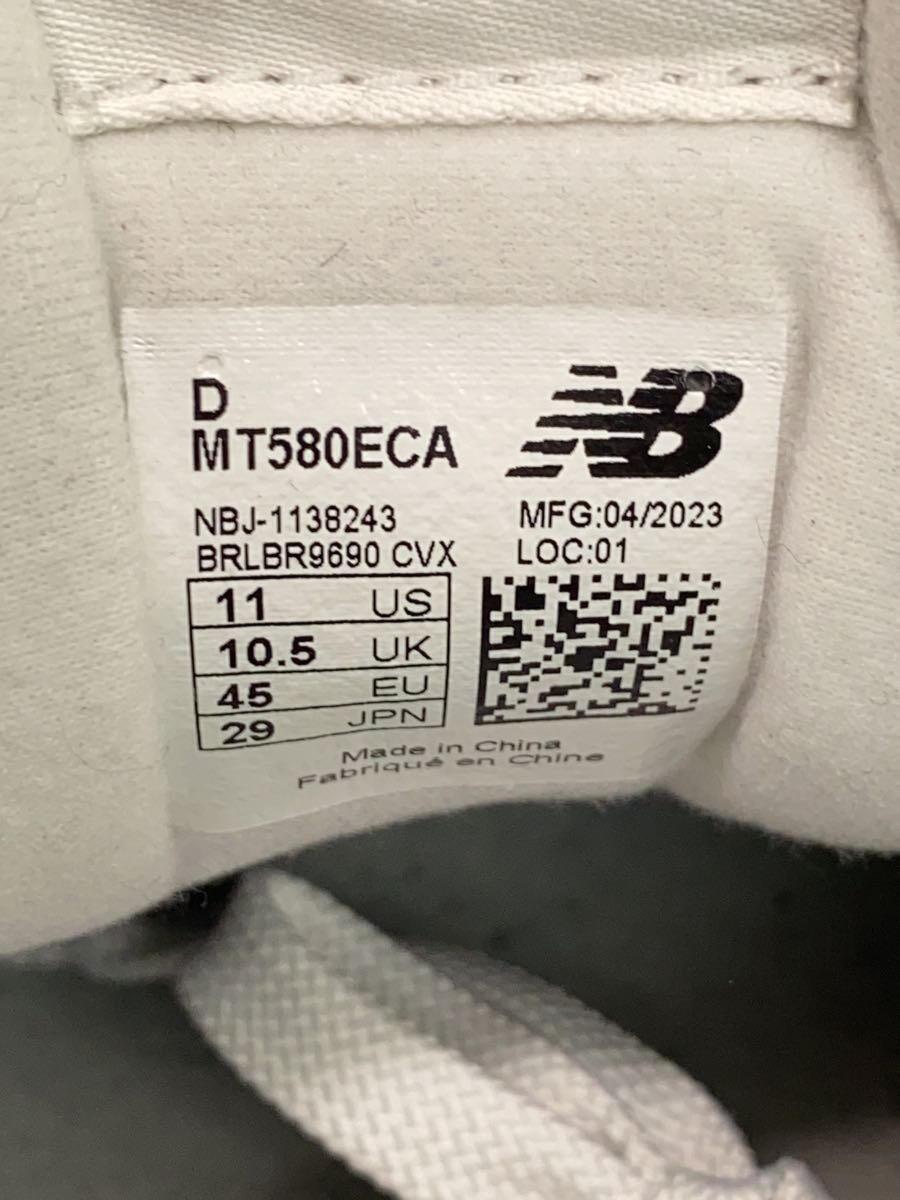 D
MT580ECA
NB
NBJ-1138243
MFG:04/2023
BRLBR9690 CVX
LOC:01
11 US
10.5 UK
45 EU
29 JPN
Made in China
Fabriqué en Chine